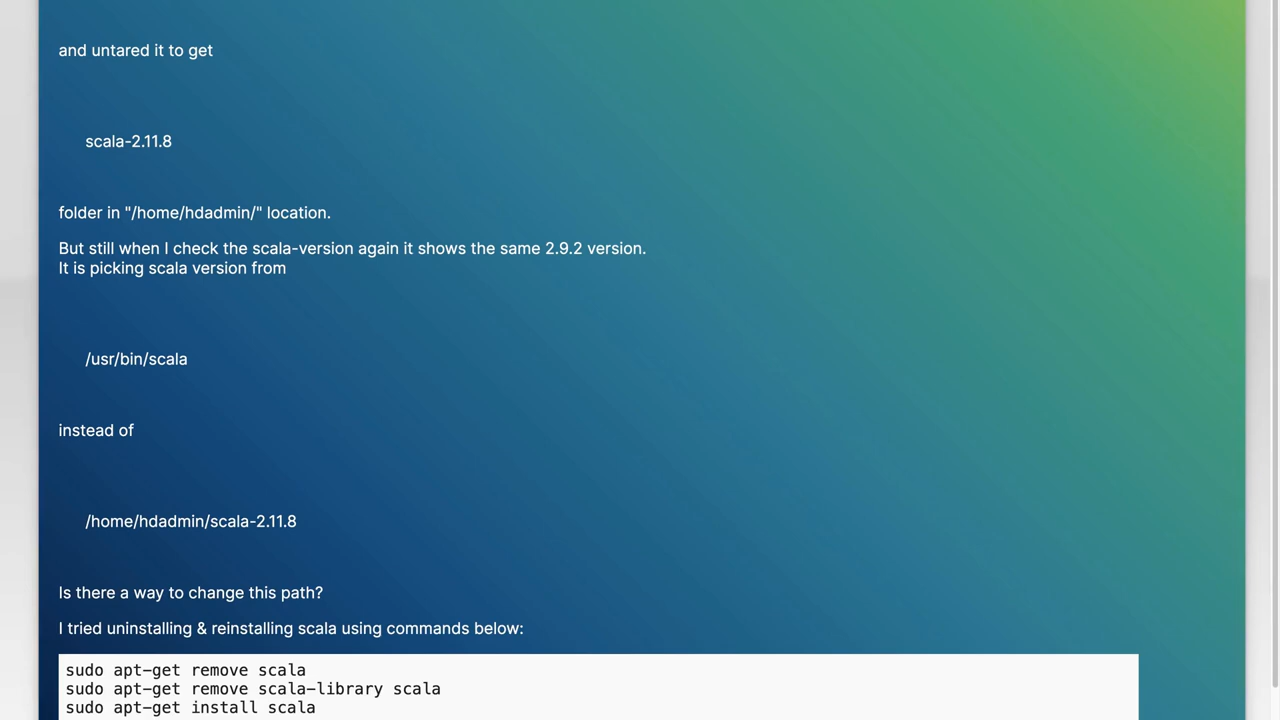 and untared it to get
scala-2.11.8
folder in "/home/hdadmin/" location.
But still when I check the scala-version again it shows the same 2.9.2 version.
It is picking scala version from
/usr/bin/scala
instead of
/home/hdadmin/scala-2.11.8
Is there a way to change this path?
I tried uninstalling & reinstalling scala using commands below:
sudo apt-get remove scala
sudo apt-get remove scala-library scala
sudo apt-get install scala